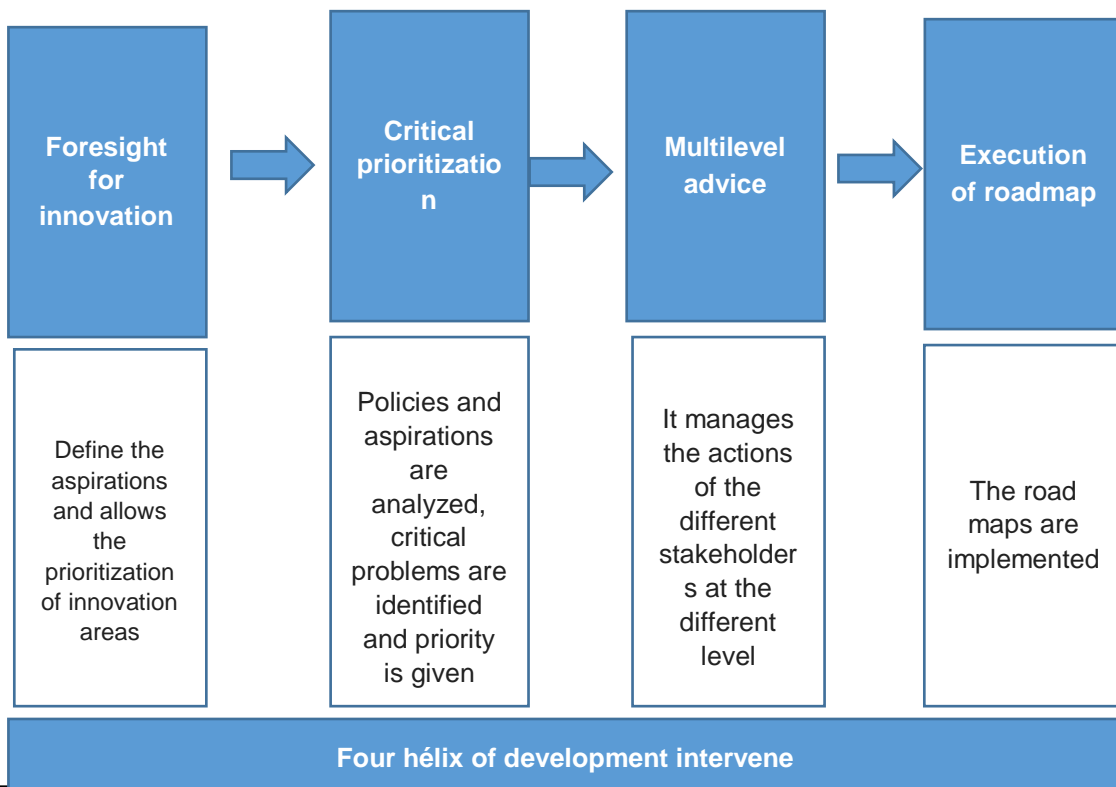 Foresight
for
innovation
Critical
prioritizatio
n
Multilevel
advice
Execution
of roadmap
Define the
aspirations
and allows
the
prioritization
of innovation
areas
Policies and
aspirations
are
analyzed,
critical
problems are
identified
and priority
is given
It manages
the actions
of the
different
stakeholder
s at the
different
level
The road
maps are
implemented
Four hélix of development intervene